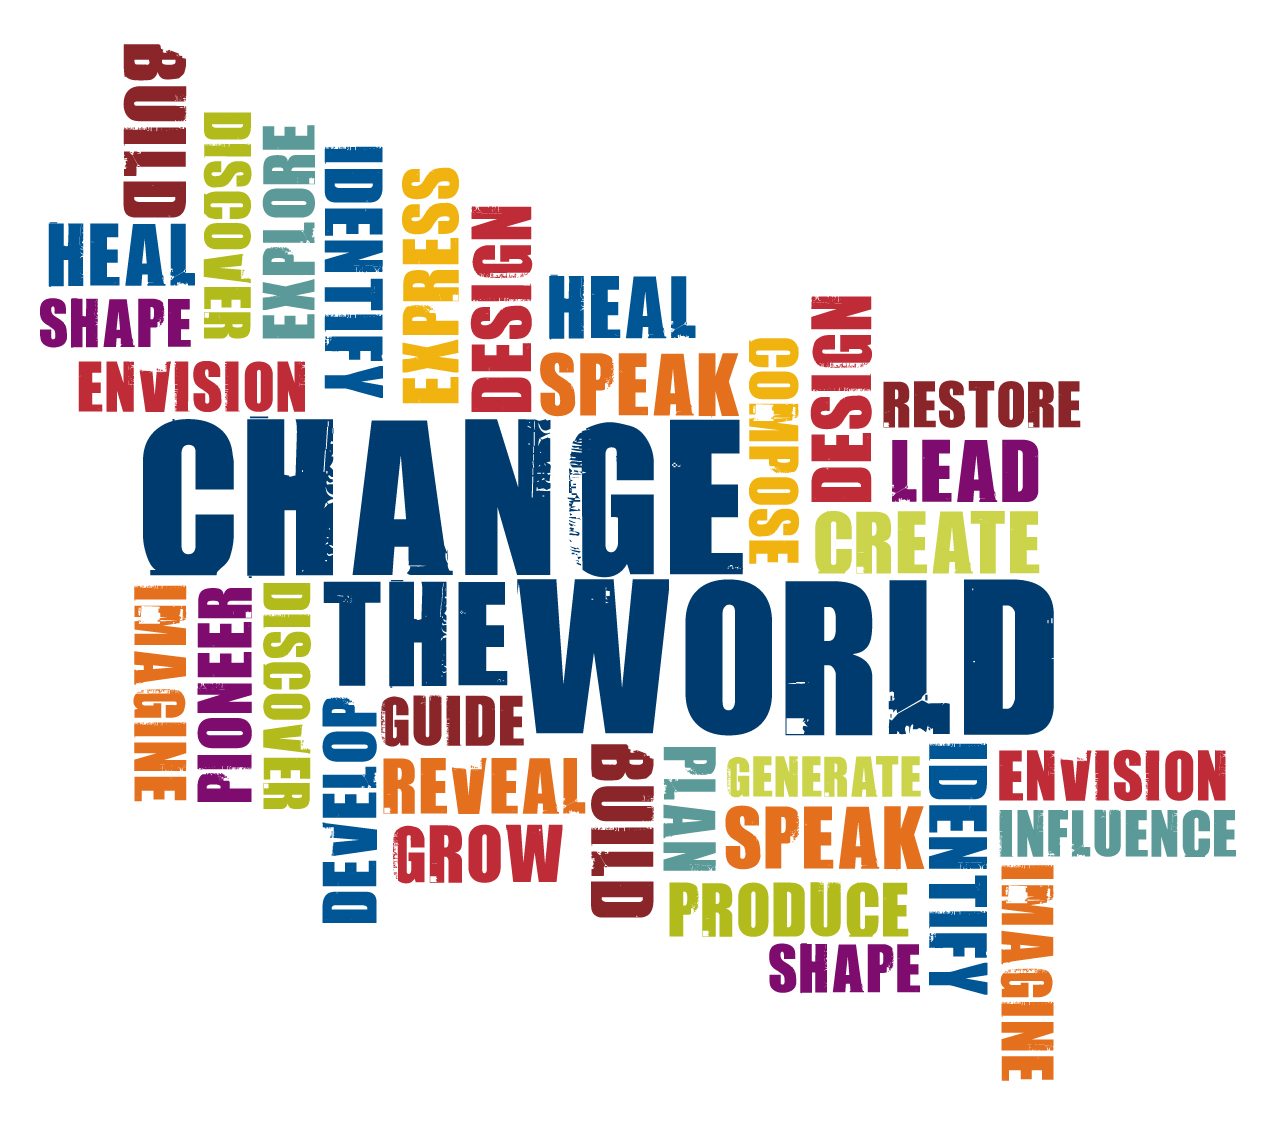 BUILD
DISCOVER
EXPLORE
IDENTIFY
EXPRESS
DESIGN
HEAL
SHAPE
ENVISION
HEAL
SPEAK
COMPOSE
DESIGN
RESTORE
LEAD
CREATE
CHANGE
THE WORLD
IMAGINE
PIONEER
DISCOVER
DEVELOP
GUIDE
REVEAL
GROW
BUILD
PLAN
GENERATE
SPEAK
PRODUCE
SHAPE
IDENTIFY
ENVISION
INFLUENCE
IMAGINE